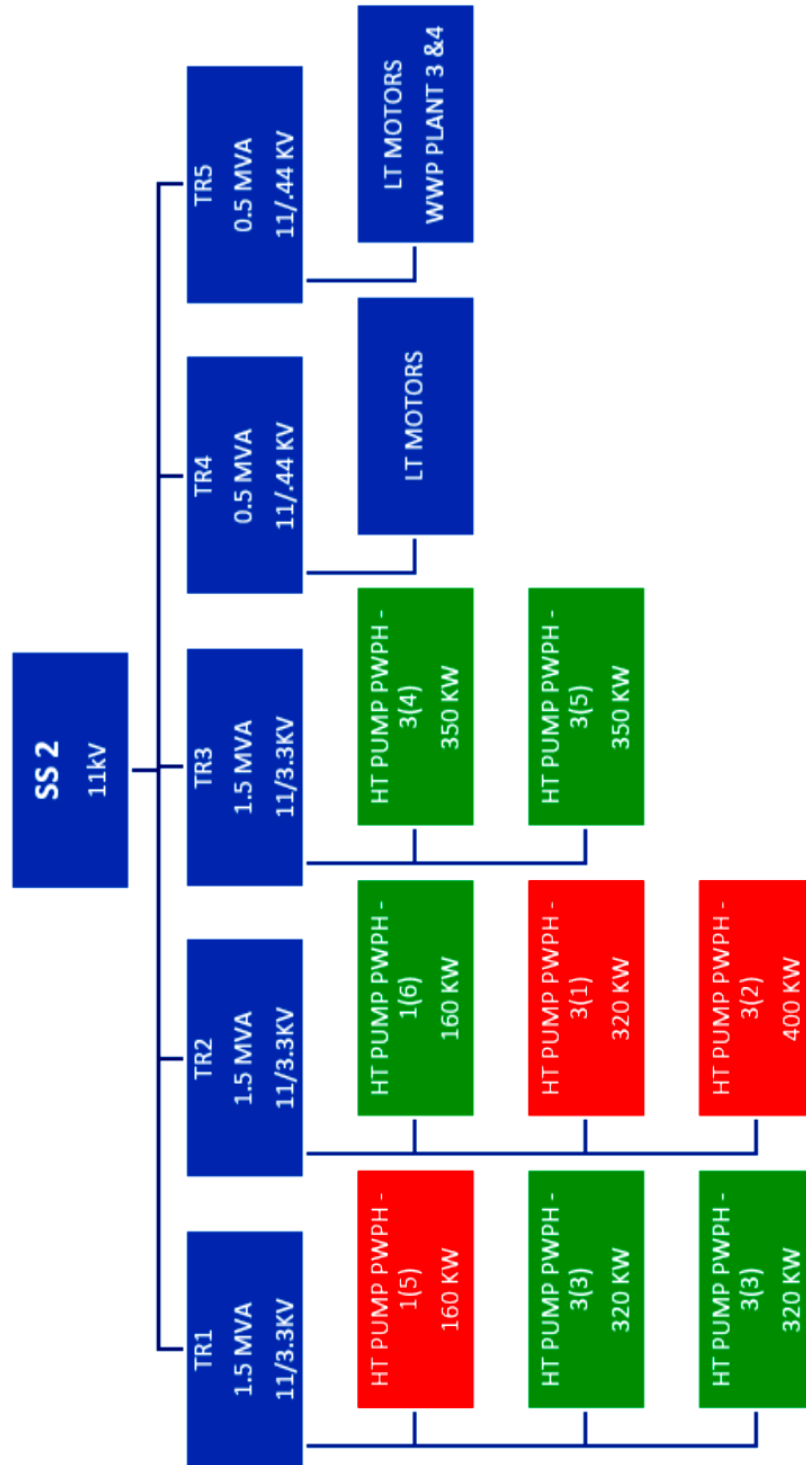 SS 2
11kV
TR1
1.5 MVA
11/3.3KV
TR2
1.5 MVA
11/3.3KV
TR3
1.5 MVA
11/3.3KV
TR4
0.5 MVA
11/.44 KV
TR5
0.5 MVA
11/.44 KV
HT PUMP PWPH -
1(5)
160 KW
HT PUMP PWPH -
3(3)
320 KW
HT PUMP PWPH -
3(3)
320 KW
HT PUMP PWPH -
1(6)
160 KW
HT PUMP PWPH -
3(1)
320 KW
HT PUMP PWPH -
3(2)
400 KW
HT PUMP PWPH -
3(4)
350 KW
HT PUMP PWPH -
3(5)
350 KW
LT MOTORS
LT MOTORS
WWP PLANT 3 &4